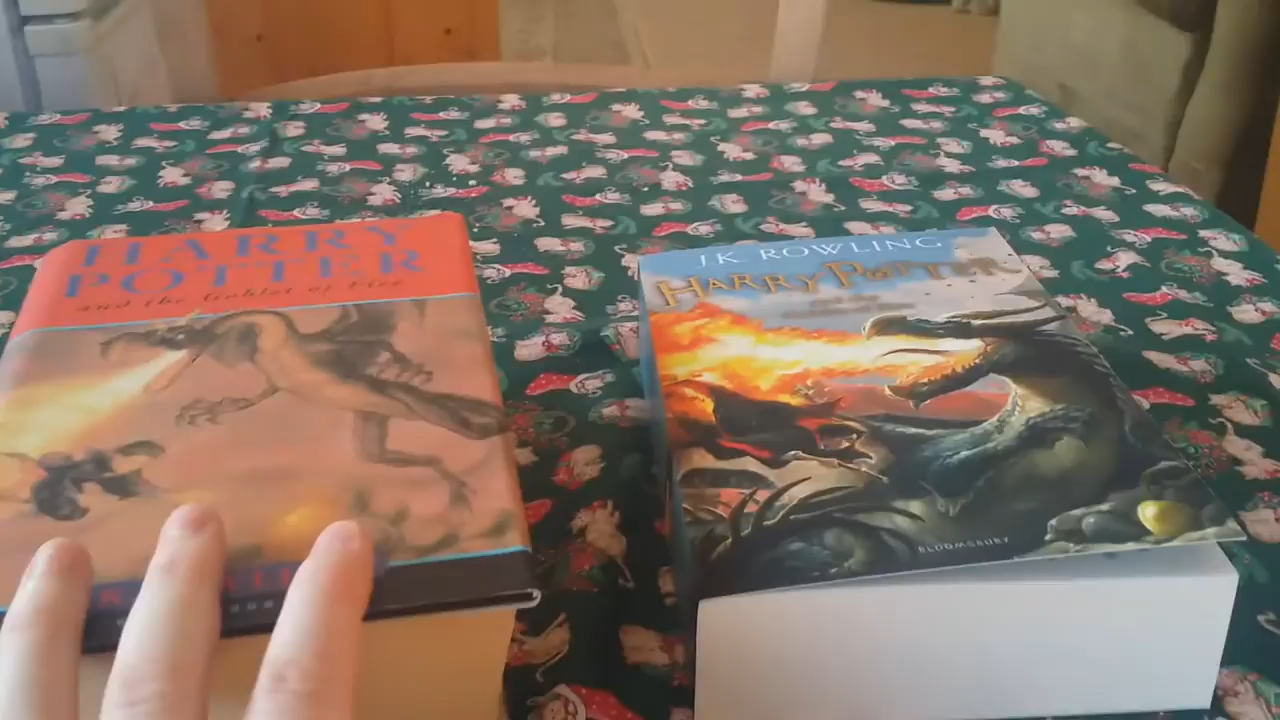 HARRY
POTTER
and the Goblet of Fire
J.K. ROWLING
HARRY POTTER
BLOOMSBURY